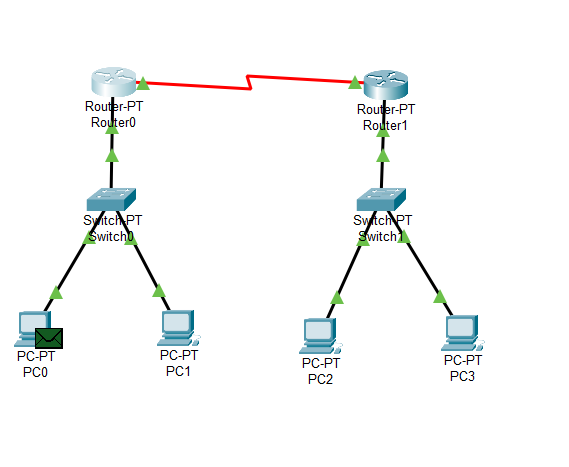 Router-PT
Router0
Router-PT
Router1
Switch-PT
Switch0
Switch-PT
Switch1
PC-PT
PC0
PC-PT
PC1
PC-PT
PC2
PC-PT
PC3